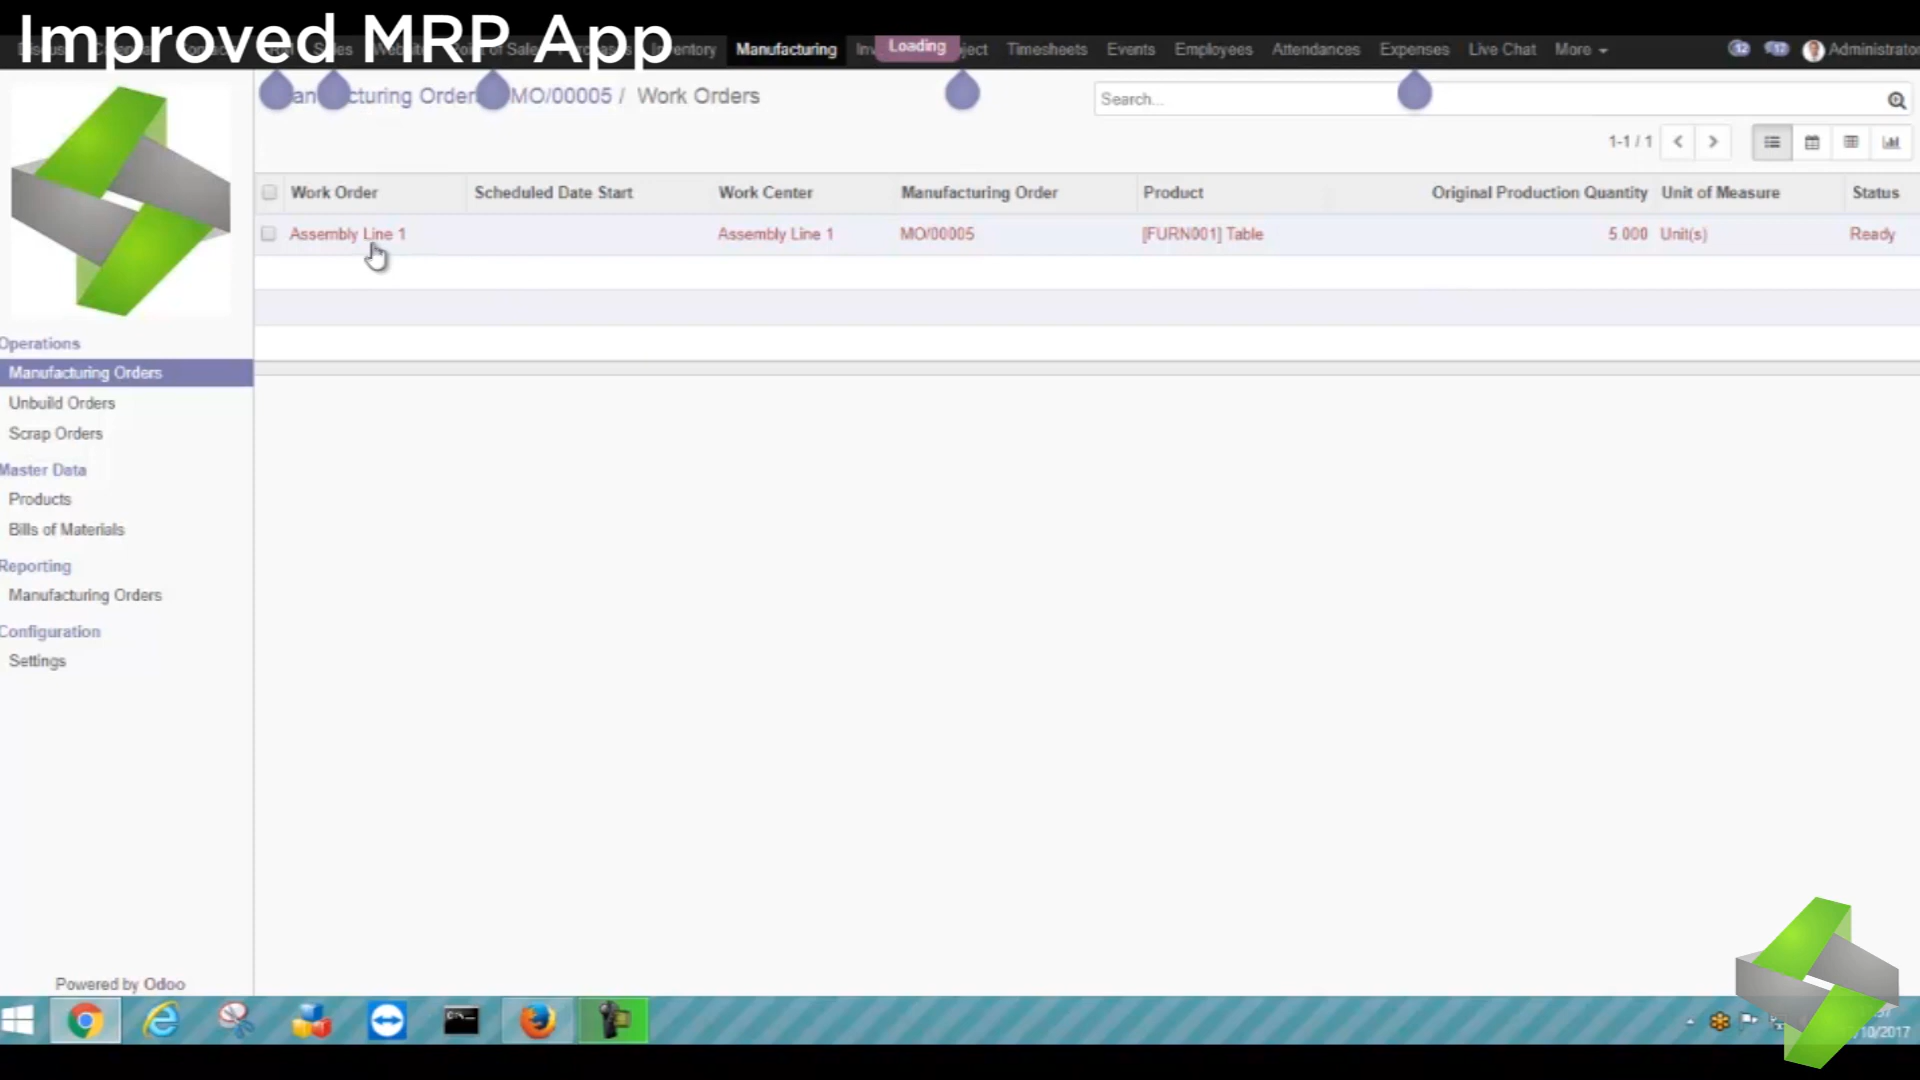 Improved MRP App
Sales
Inventory Manufacturing Loading Timesheets Events Employees Attendances Expenses Live Chat More Administrator
MO/00005 / Work Orders
Search...
1-1 / 1
Work Order Scheduled Date Start Work Center Manufacturing Order Product Original Production Quantity Unit of Measure Status
Assembly Line 1 Assembly Line 1 MO/00005 [FURN001] Table 5.000 Unit(s) Ready
Operations
Manufacturing Orders
Unbuild Orders
Scrap Orders
Master Data
Products
Bills of Materials
Reporting
Manufacturing Orders
Configuration
Settings
Powered by Odoo